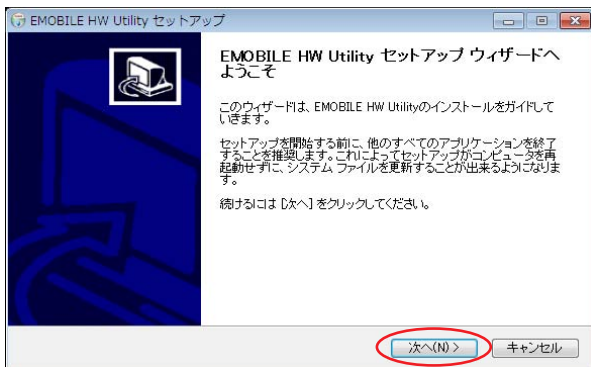 EMOBILE HW Utility セットアップ
EMOBILE HW Utility セットアップ ウィザードへ
ようこそ
このウィザードは、EMOBILE HW Utilityのインストールをガイドして
いきます。
セットアップを開始する前に、他のすべてのアプリケーションを終了
することを推奨します。これによってセットアップがコンピュータを再
起動せずに、システム ファイルを更新することが出来るようになりま
す。
続けるには [次へ] をクリックしてください。
次へ(N) >
キャンセル